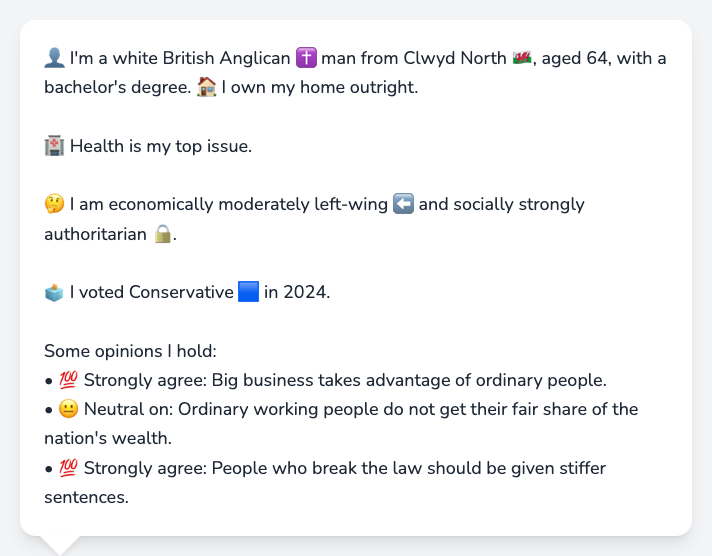 👤 I'm a white British Anglican ✝️ man from Clwyd North 🏴󠁧󠁢󠁷󠁬󠁳󠁿, aged 64, with a
bachelor's degree. 🏠 I own my home outright.
🏥 Health is my top issue.
🤔 I am economically moderately left-wing ⬅️ and socially strongly
authoritarian 🔒.
🗳️ I voted Conservative 🟦 in 2024.
Some opinions I hold:
• 💯 Strongly agree: Big business takes advantage of ordinary people.
• 😐 Neutral on: Ordinary working people do not get their fair share of the
nation's wealth.
• 💯 Strongly agree: People who break the law should be given stiffer
sentences.